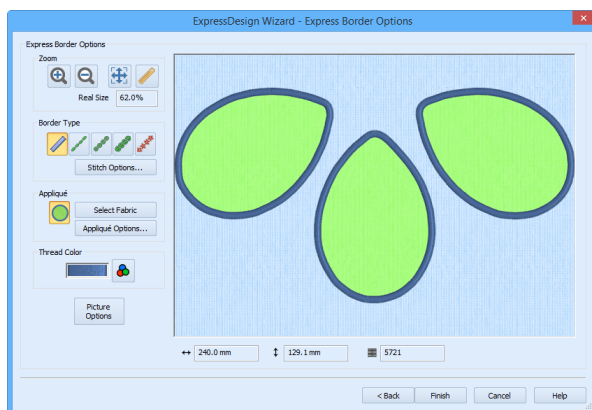 ExpressDesign Wizard - Express Border Options
Express Border Options
Zoom
Real Size 62.0%
Border Type
Stitch Options...
Appliqué
Select Fabric
Appliqué Options...
Thread Color
Picture
Options
240.0 mm 129.1 mm 5721
< Back Finish Cancel Help